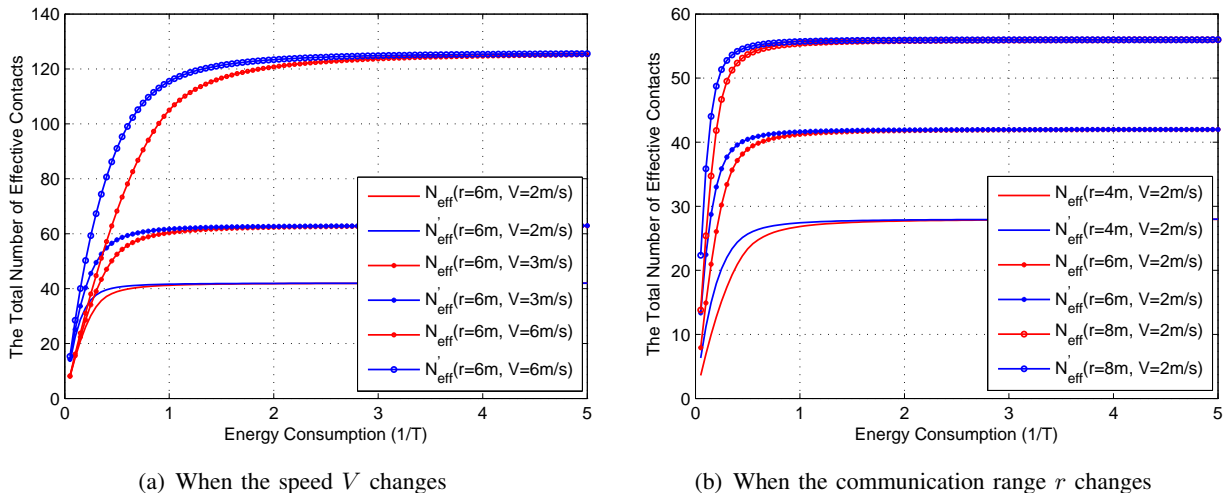 The Total Number of Effective Contacts
140
120
100
80
60
40
20
0
0 1 2 3 4 5
Energy Consumption (1/T)
N_eff(r=6m, V=2m/s)
N'_eff(r=6m, V=2m/s)
N_eff(r=6m, V=3m/s)
N'_eff(r=6m, V=3m/s)
N_eff(r=6m, V=6m/s)
N'_eff(r=6m, V=6m/s)
(a) When the speed V changes
The Total Number of Effective Contacts
60
50
40
30
20
10
0
0 1 2 3 4 5
Energy Consumption (1/T)
N_eff(r=4m, V=2m/s)
N'_eff(r=4m, V=2m/s)
N_eff(r=6m, V=2m/s)
N'_eff(r=6m, V=2m/s)
N_eff(r=8m, V=2m/s)
N'_eff(r=8m, V=2m/s)
(b) When the communication range r changes